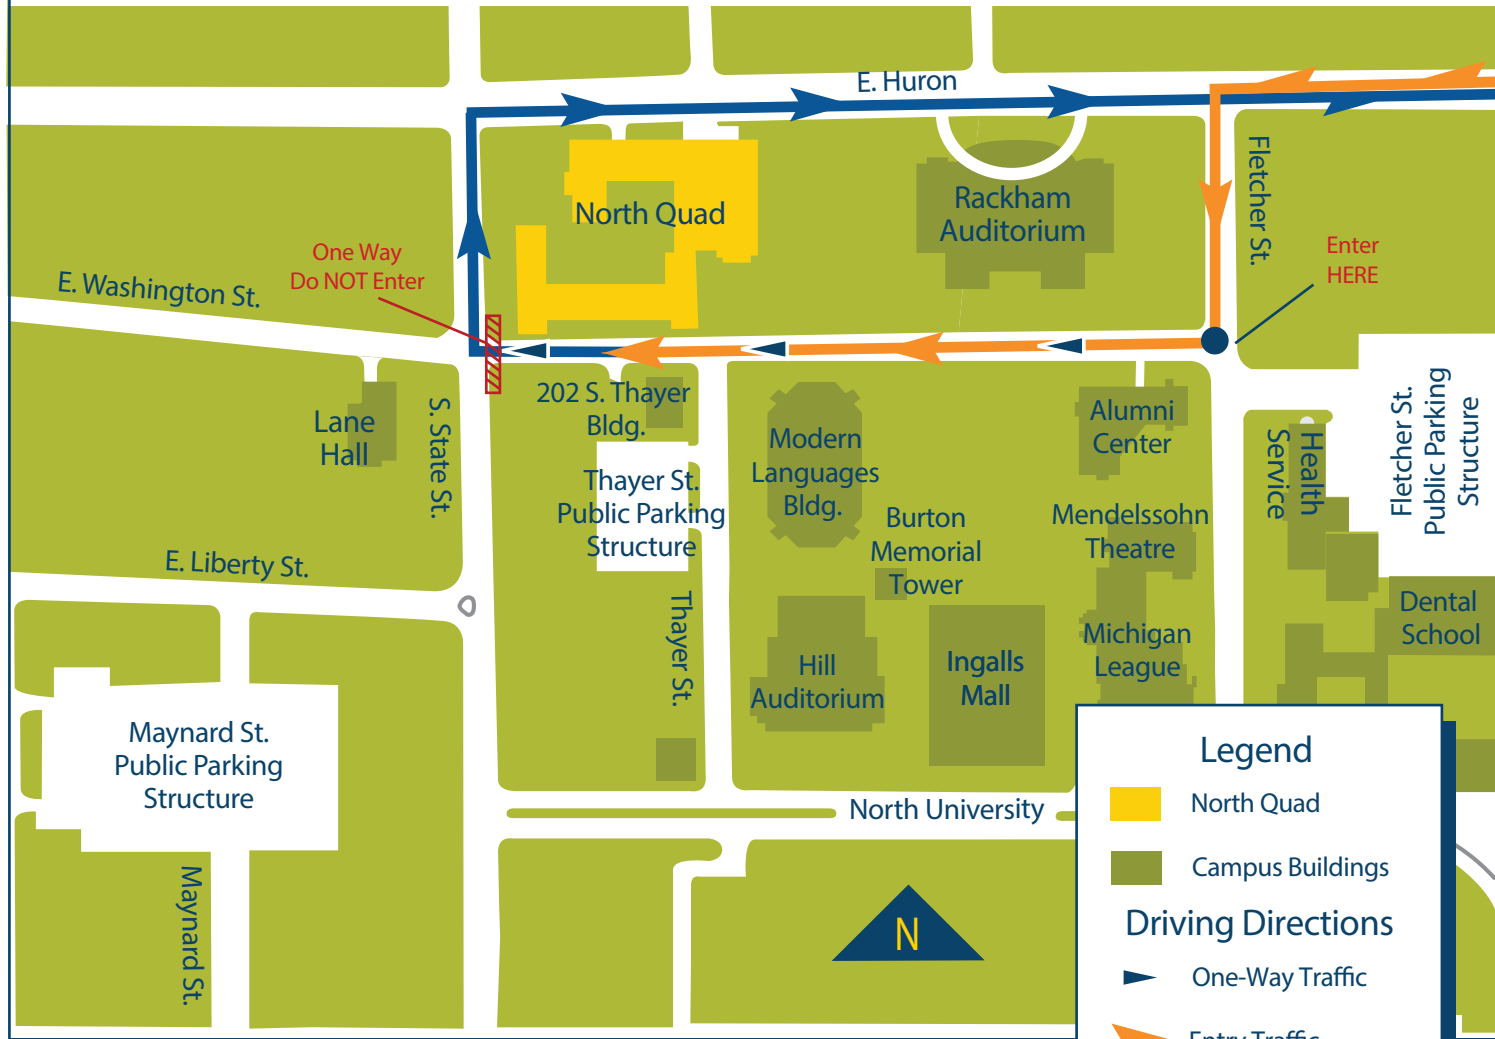 E. Huron
Fletcher St.
North Quad
Rackham
Auditorium
One Way
Do NOT Enter
Enter
HERE
E. Washington St.
202 S. Thayer
Bldg.
Lane
Hall
S. State St.
Thayer St.
Public Parking
Structure
Modern
Languages
Bldg.
Alumni
Center
Health
Service
Fletcher St.
Public Parking
Structure
Burton
Memorial
Tower
Mendelssohn
Theatre
E. Liberty St.
Thayer St.
Hill
Auditorium
Ingalls
Mall
Michigan
League
Dental
School
Maynard St.
Public Parking
Structure
North University
Maynard St.
N
Legend
North Quad
Campus Buildings
Driving Directions
One-Way Traffic
Entry Traffic